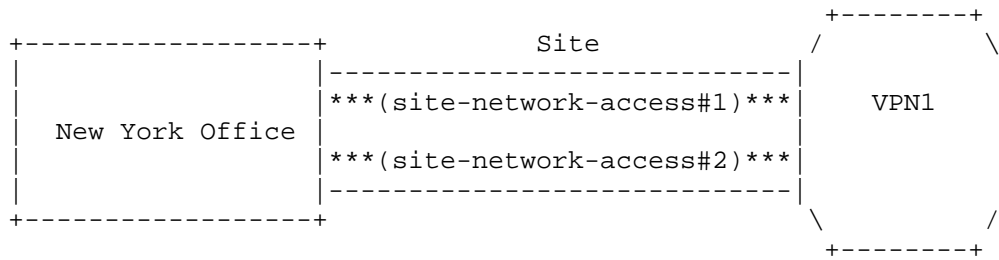 +--------+
+------------------+             Site              /          \
|                  |-----------------------------|
|                  |***(site-network-access#1)***|     VPN1
|  New York Office |                             |
|                  |***(site-network-access#2)***|
|                  |-----------------------------|
+------------------+                               \          /
                                                    +--------+